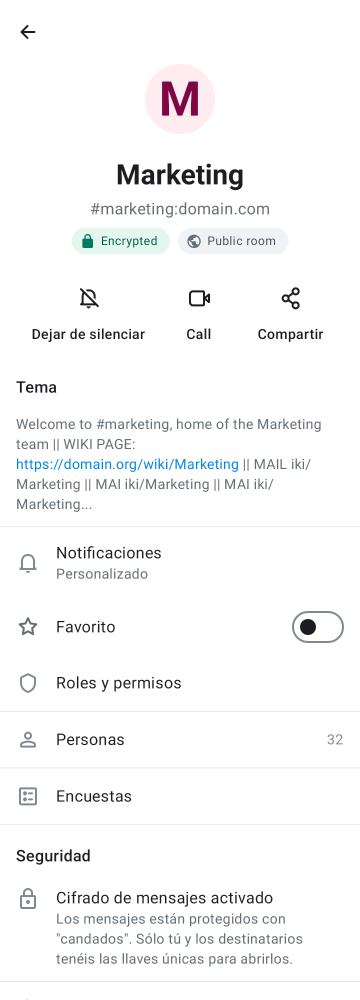 M
Marketing
#marketing:domain.com
Encrypted
Public room
Dejar de silenciar
Call
Compartir
Tema
Welcome to #marketing, home of the Marketing
team || WIKI PAGE:
https://domain.org/wiki/Marketing || MAIL iki/
Marketing || MAI iki/Marketing || MAI iki/
Marketing...
Notificaciones
Personalizado
Favorito
Roles y permisos
Personas 32
Encuestas
Seguridad
Cifrado de mensajes activado
Los mensajes están protegidos con
"candados". Sólo tú y los destinatarios
tenéis las llaves únicas para abrirlos.